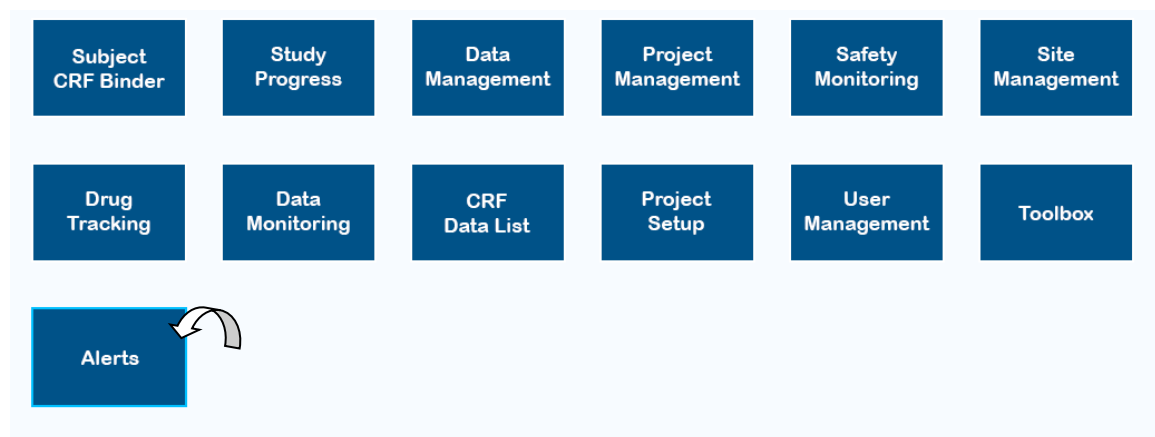 Subject
CRF Binder
Study
Progress
Data
Management
Project
Management
Safety
Monitoring
Site
Management
Drug
Tracking
Data
Monitoring
CRF
Data List
Project
Setup
User
Management
Toolbox
Alerts